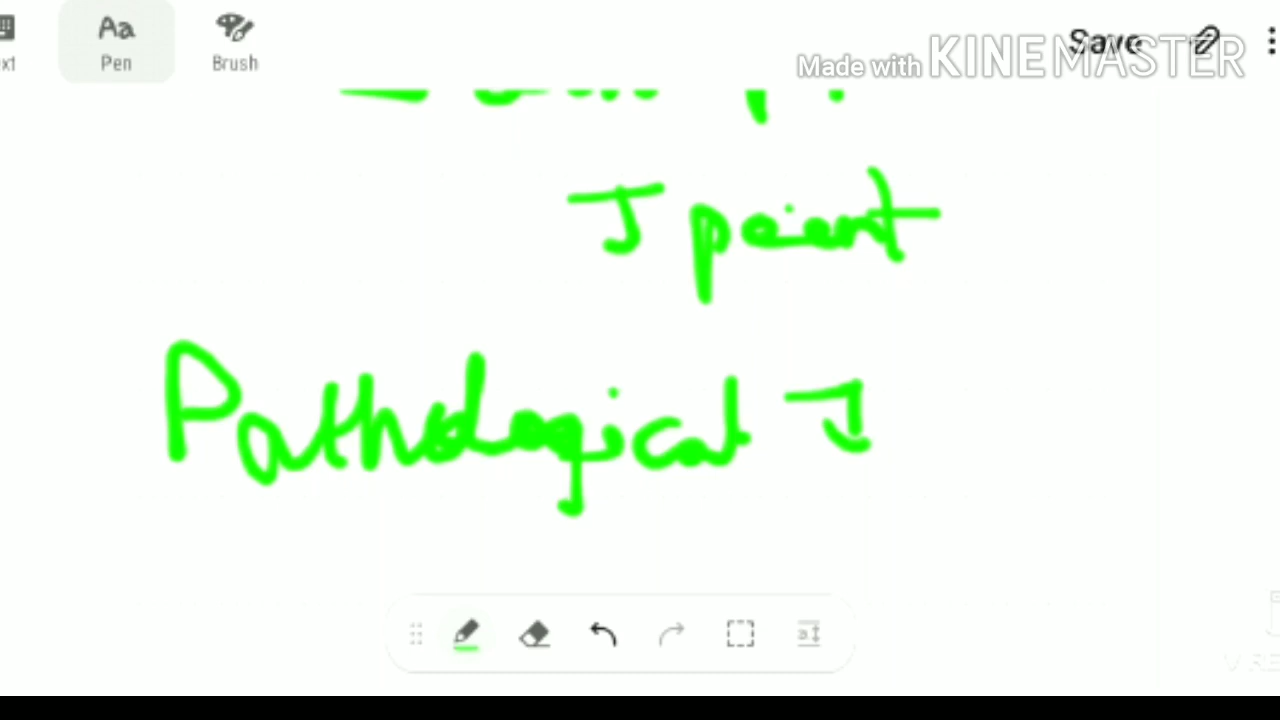 Aa
Pen
Brush
Save
Made with KINEMASTER
J point
Pathological J